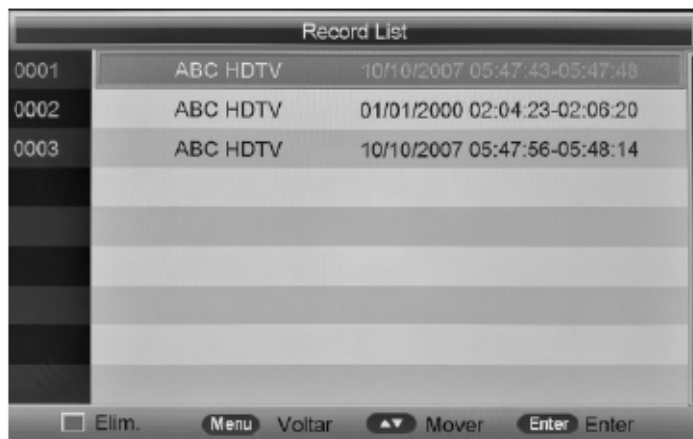 Record List
0001 ABC HDTV 10/10/2007 05:47:43-05:47:48
0002 ABC HDTV 01/01/2000 02:04:23-02:06:20
0003 ABC HDTV 10/10/2007 05:47:56-05:48:14
Elim. Menu Voltar ▲▼ Mover Enter Enter